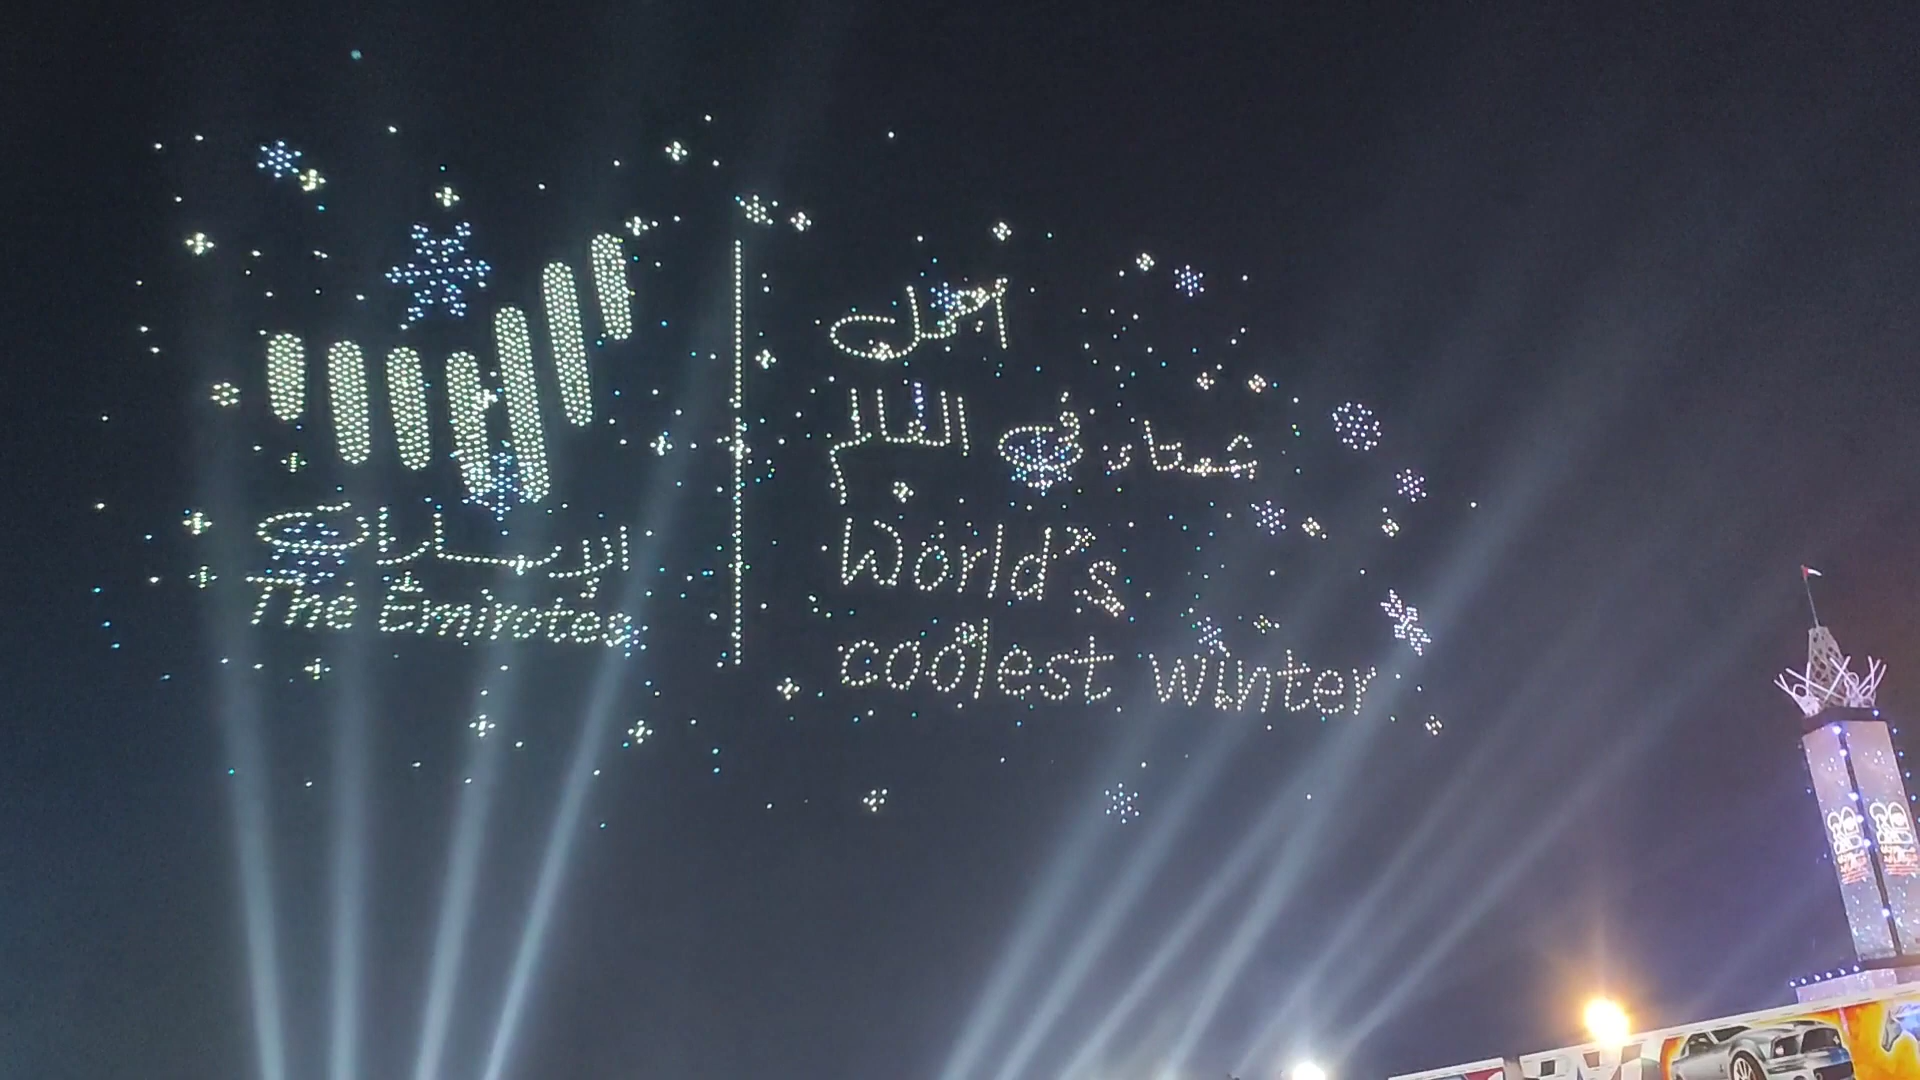 الإمارات
The Emirates
أجمل
شتاء في العالم
World's
coolest winter